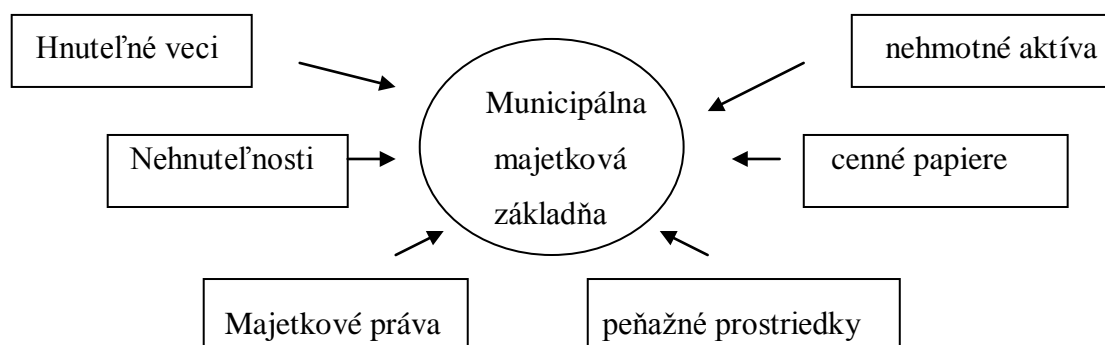 Hnuteľné veci
nehmotné aktíva
Municipálna
majetková
základňa
Nehnuteľnosti
cenné papiere
Majetkové práva
peňažné prostriedky